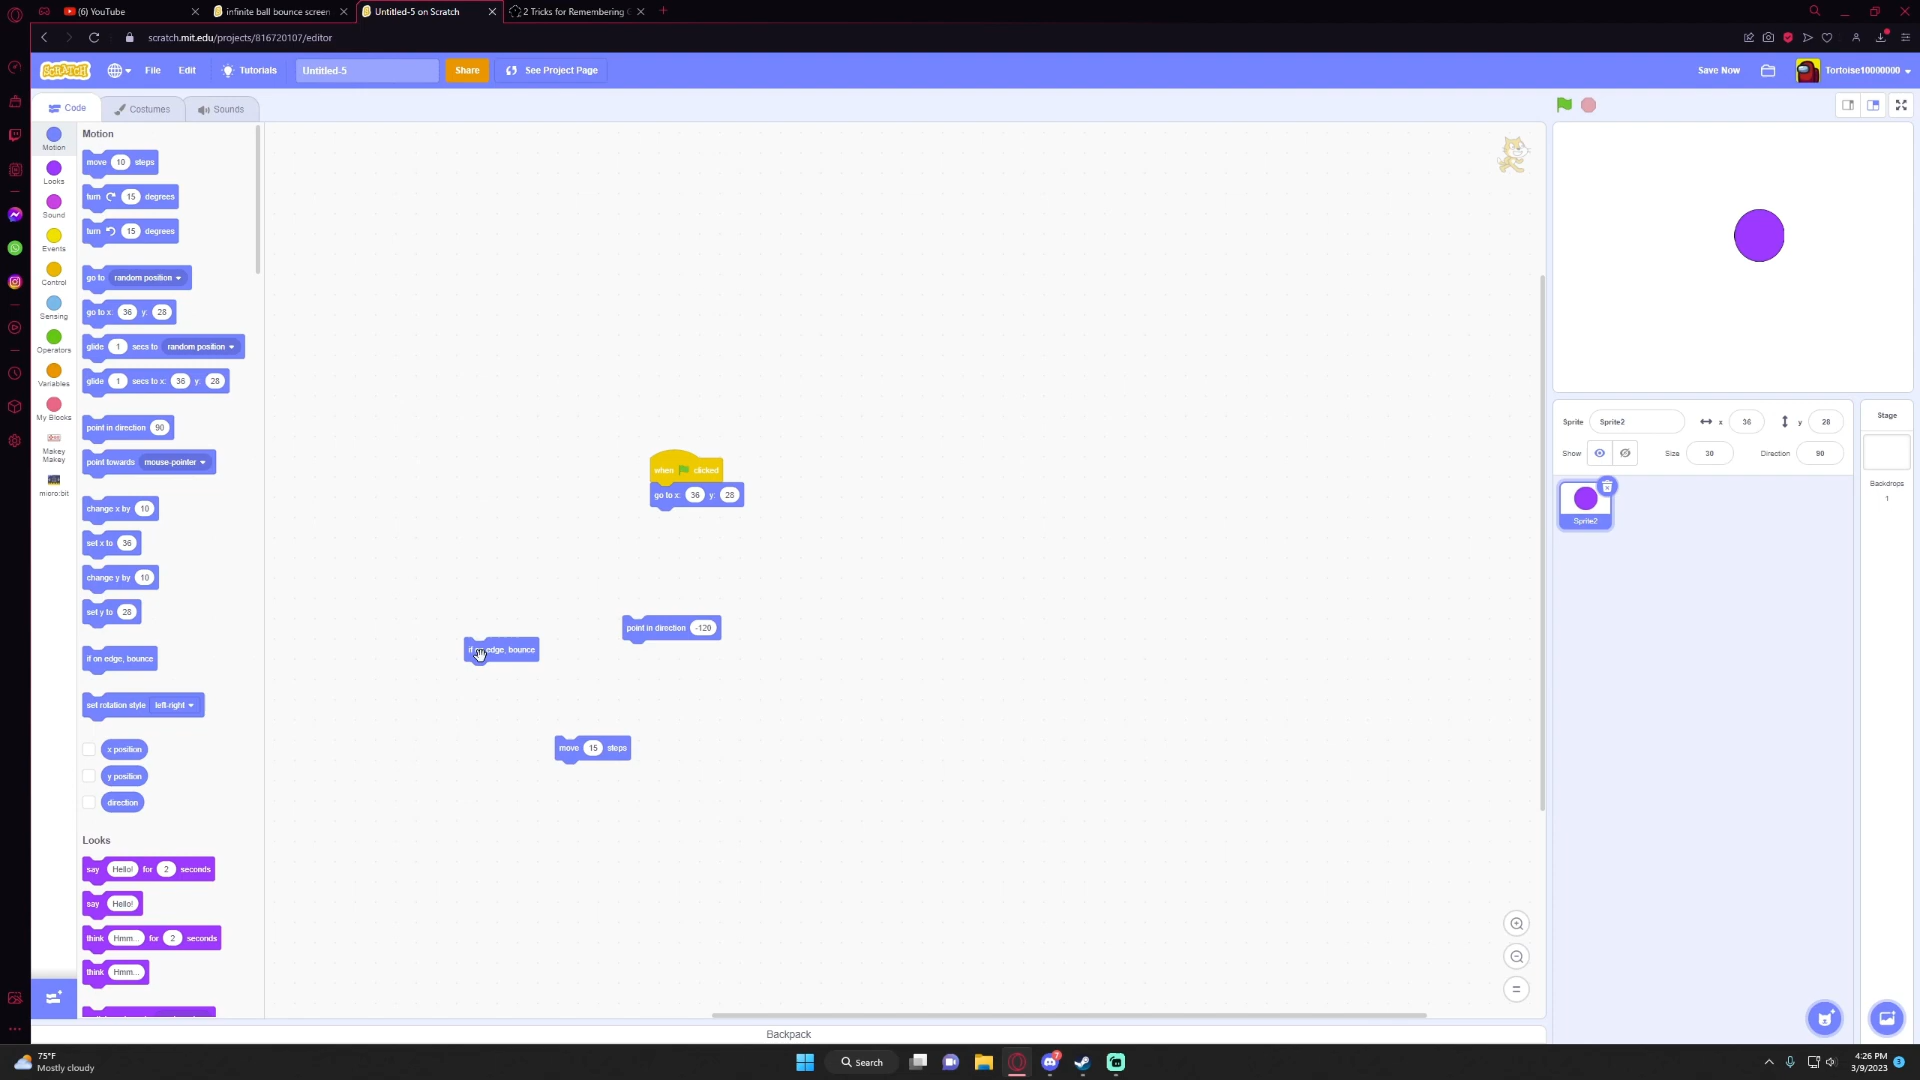 (6) YouTube
infinite ball bounce screen
Untitled-5 on Scratch
2 Tricks for Remembering
scratch.mit.edu/projects/816720107/editor
SCRATCH
File
Edit
Tutorials
Untitled-5
Share
See Project Page
Save Now
Tortoise10000000
Code
Costumes
Sounds
Motion
Looks
Sound
Events
Control
Sensing
Operators
Variables
My Blocks
Makey
Makey
micro:bit
Motion
move 10 steps
turn 15 degrees
turn 15 degrees
go to random position
go to x: 36 y: 28
glide 1 secs to random position
glide 1 secs to x: 36 y: 28
point in direction 90
point towards mouse-pointer
change x by 10
set x to 36
change y by 10
set y to 28
if on edge, bounce
set rotation style left-right
x position
y position
direction
Looks
say Hello! for 2 seconds
say Hello!
think Hmm... for 2 seconds
think Hmm...
when clicked
go to x: 36 y: 28
point in direction -120
if on edge, bounce
move 15 steps
Sprite Sprite2 x 36 y 28
Show Size 30 Direction 90
Sprite2
Stage
Backdrops
1
Backpack
75°F
Mostly cloudy
Search
7
4:26 PM
3/9/2023
3